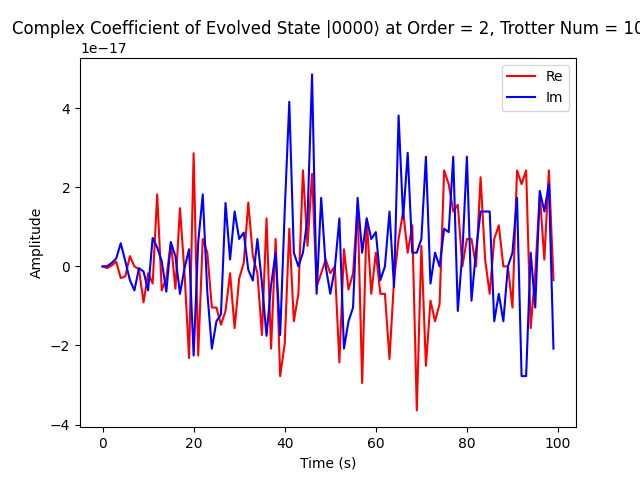 Complex Coefficient of Evolved State |0000⟩ at Order = 2, Trotter Num = 10
1e−17
Re
Im
4
2
0
−2
−4
Amplitude
0 20 40 60 80 100
Time (s)